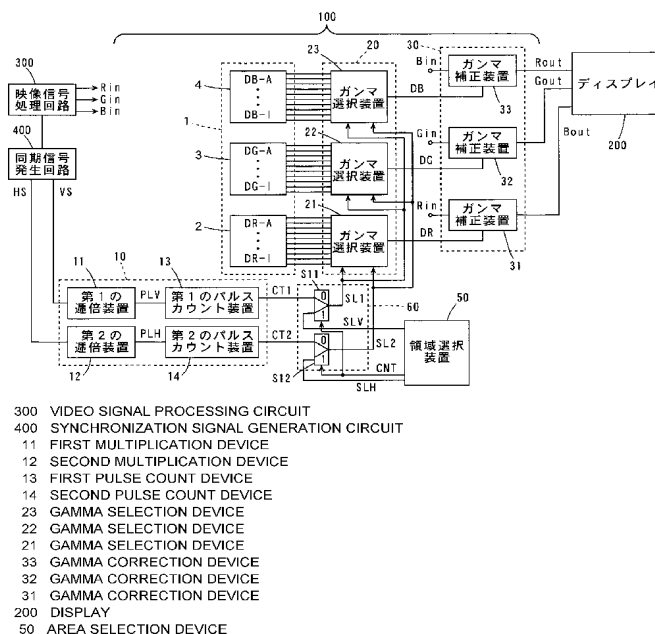 100
300
映像信号
処理回路
Rin
Gin
Bin
400
同期信号
発生回路
HS
VS
1
4
DB-A
DB-I
3
DG-A
DG-I
2
DR-A
DR-I
20
23
ガンマ
選択装置
DB
22
ガンマ
選択装置
DG
21
ガンマ
選択装置
DR
30
Bin
ガンマ
補正装置
33
Gin
ガンマ
補正装置
32
Rin
ガンマ
補正装置
31
Rout
Gout
Bout
ディスプレイ
200
10
11
第1の
逓倍装置
PLV
13
第1のパルス
カウント装置
CT1
第2の
逓倍装置
12
PLH
第2のパルス
カウント装置
14
CT2
S11
0
1
SL1
60
SLV
0
1
SL2
S12
CNT
SLH
50
領域選択
装置
300 VIDEO SIGNAL PROCESSING CIRCUIT
400 SYNCHRONIZATION SIGNAL GENERATION CIRCUIT
11 FIRST MULTIPLICATION DEVICE
12 SECOND MULTIPLICATION DEVICE
13 FIRST PULSE COUNT DEVICE
14 SECOND PULSE COUNT DEVICE
23 GAMMA SELECTION DEVICE
22 GAMMA SELECTION DEVICE
21 GAMMA SELECTION DEVICE
33 GAMMA CORRECTION DEVICE
32 GAMMA CORRECTION DEVICE
31 GAMMA CORRECTION DEVICE
200 DISPLAY
50 AREA SELECTION DEVICE